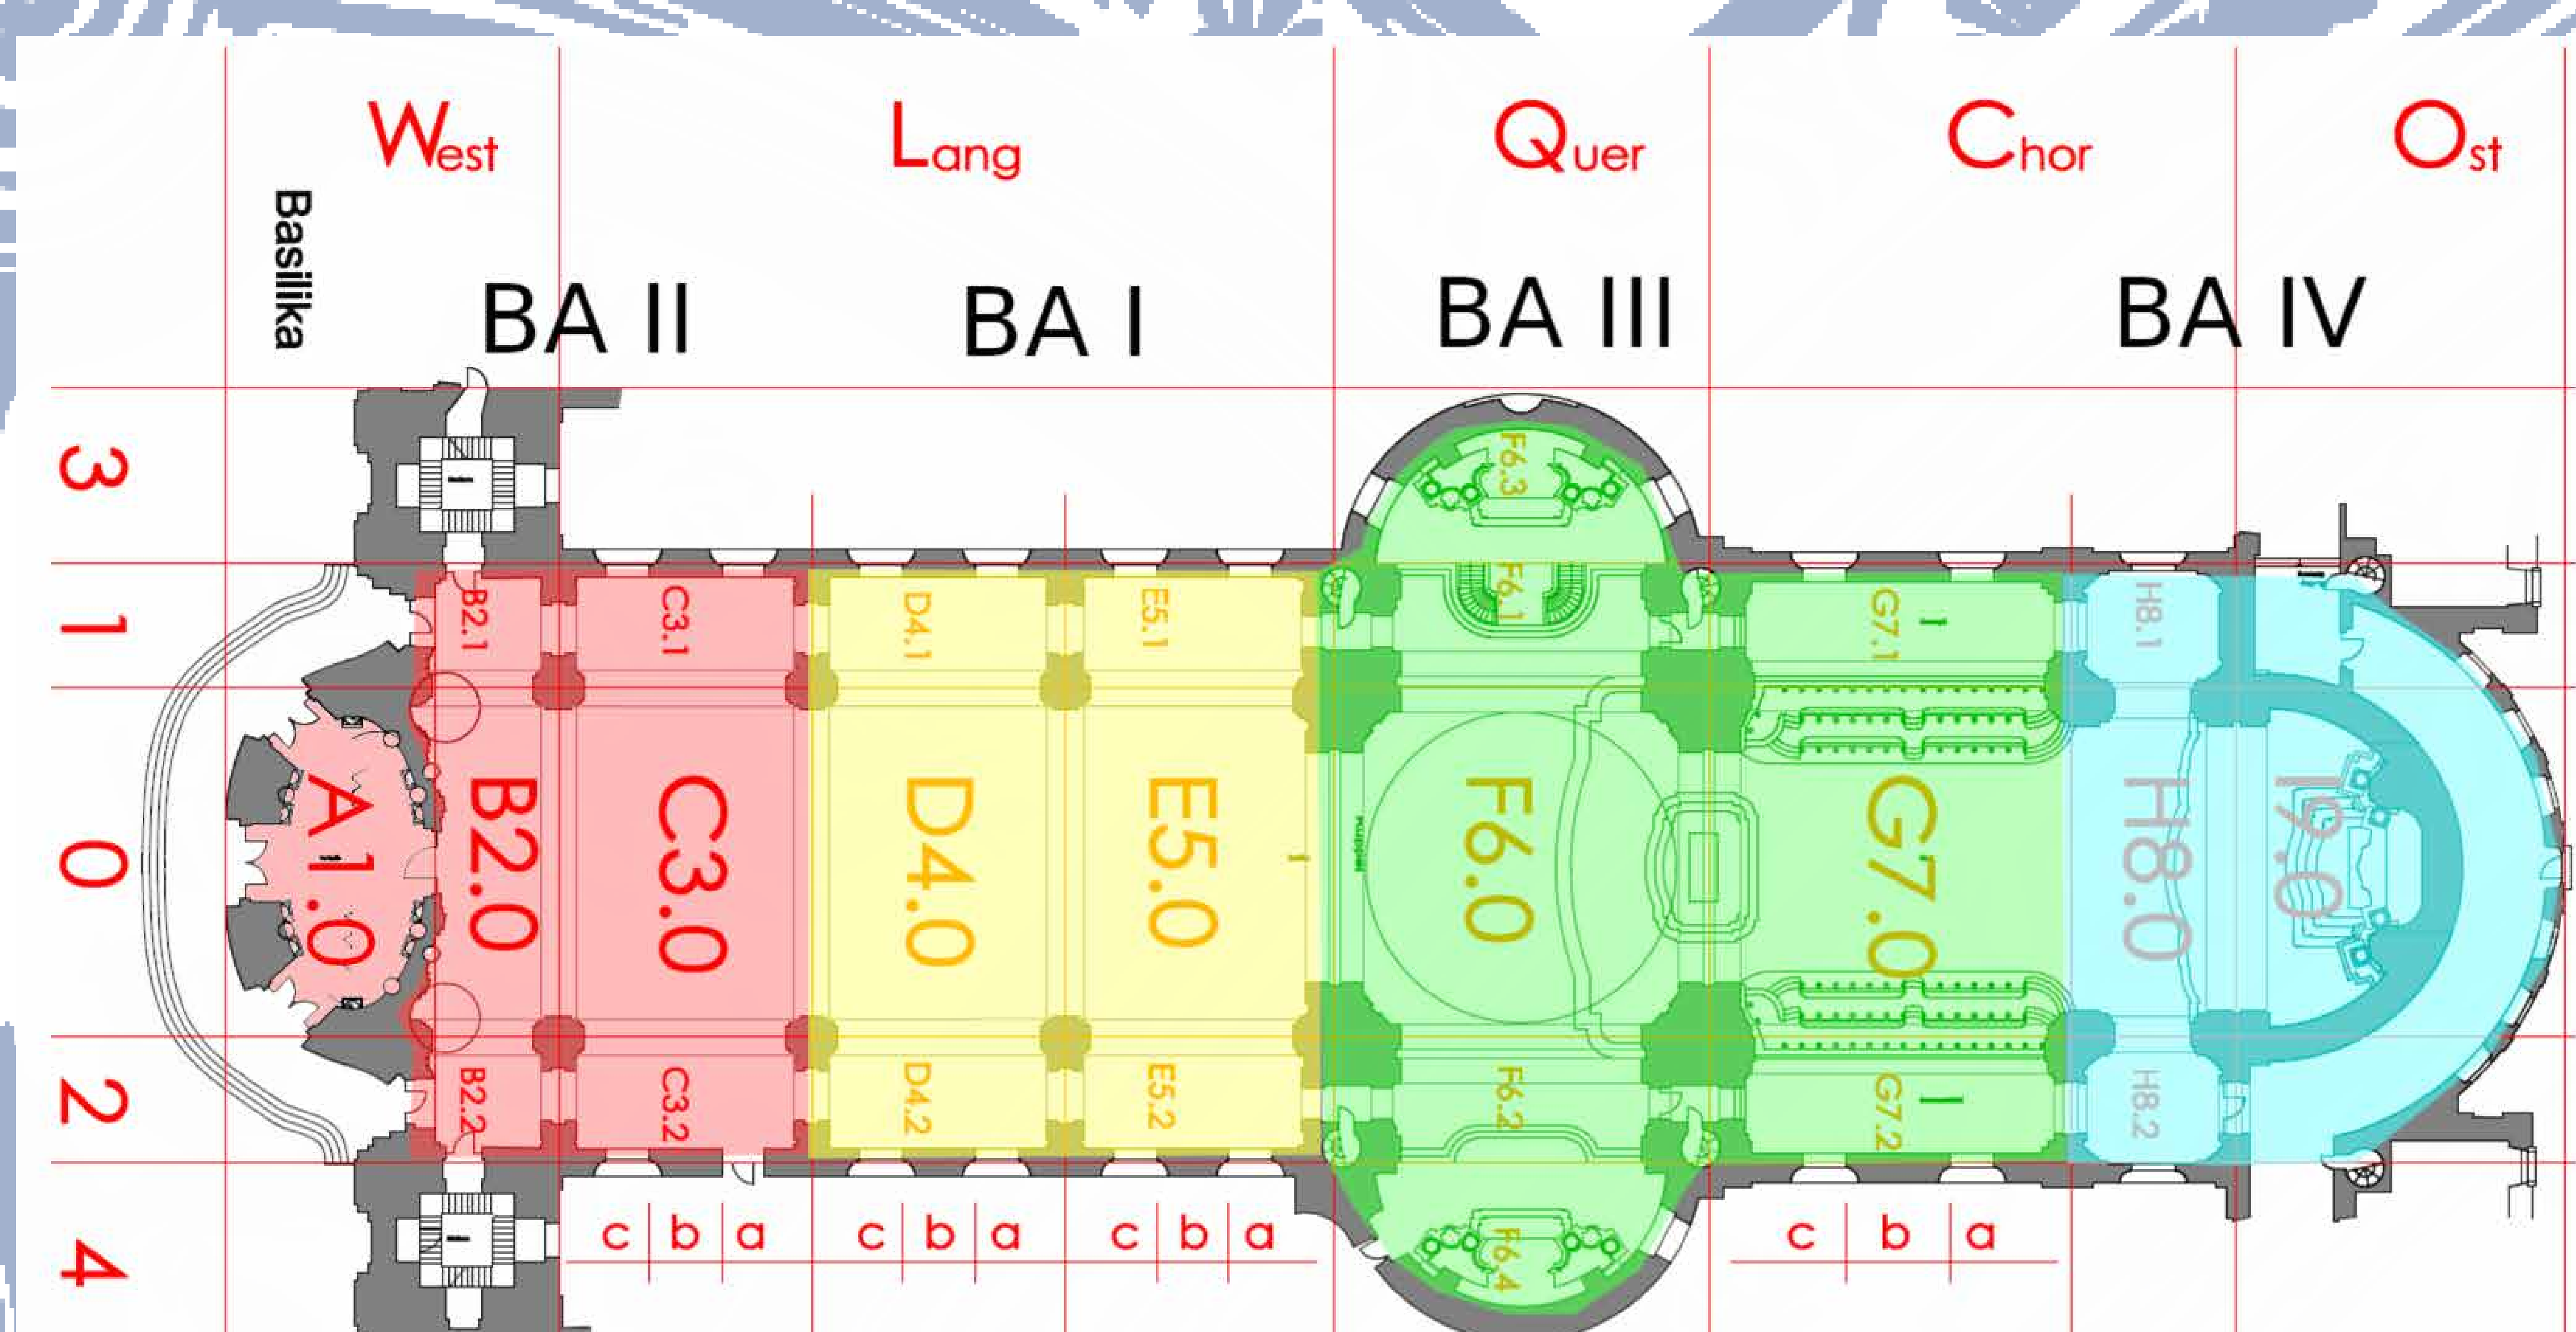 West Lang Quer Chor Ost
Basilika
BA II BA I BA III BA IV
3
F6.3
1
B2.1 C3.1 D4.1 E5.1 F6.1 G7.1 H8.1
0
A1.0 B2.0 C3.0 D4.0 E5.0 F6.0 G7.0 H8.0 I9.0
2
B2.2 C3.2 D4.2 E5.2 F6.2 G7.2 H8.2
4
F6.4
c b a c b a c b a c b a